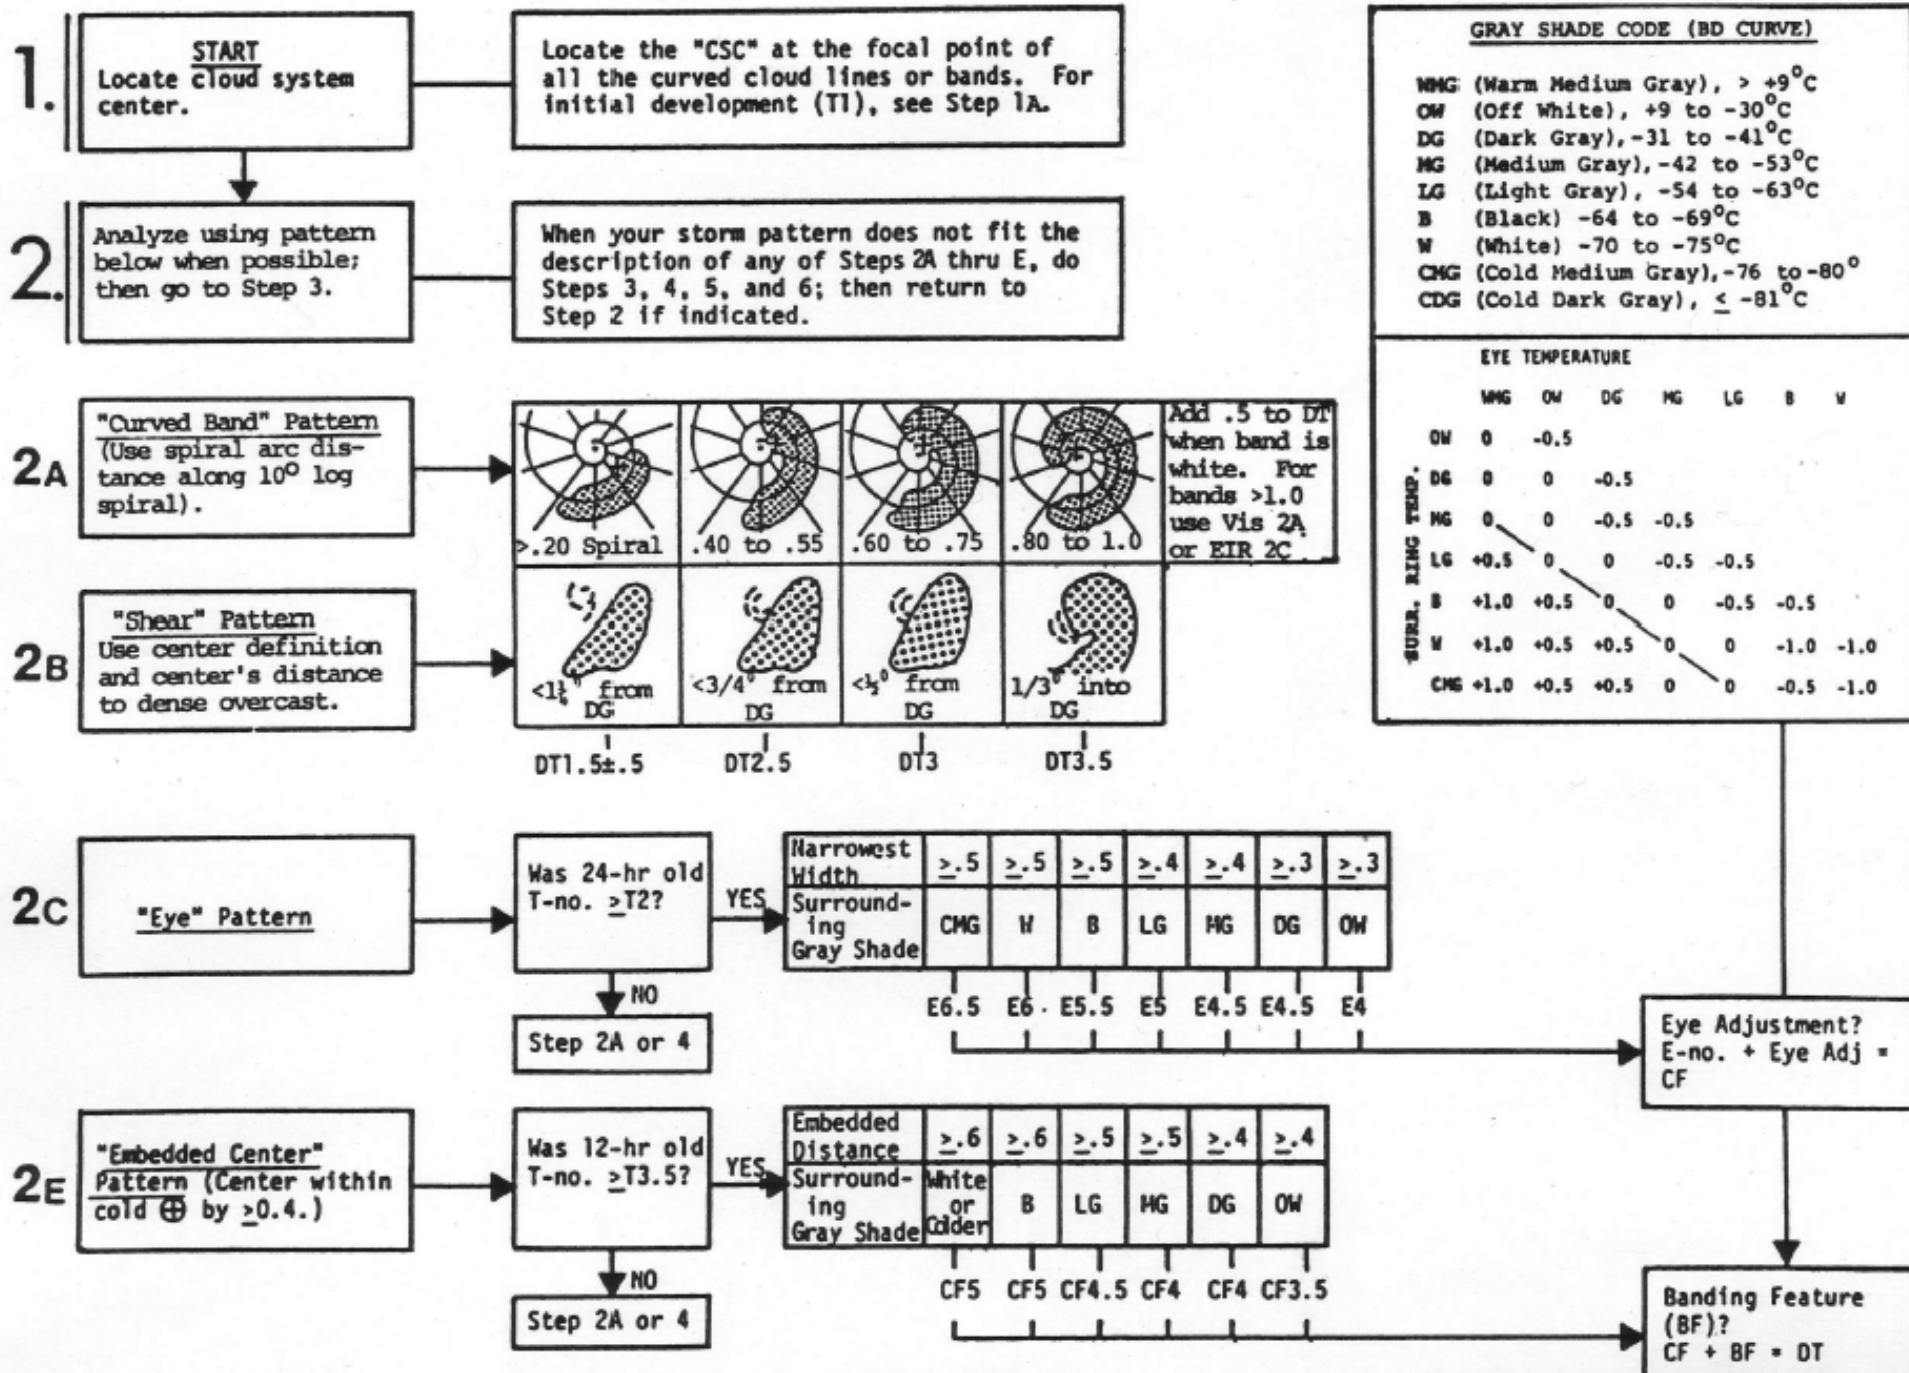 1.
START
Locate cloud system
center.
Locate the "CSC" at the focal point of
all the curved cloud lines or bands. For
initial development (T1), see Step 1A.
2.
Analyze using pattern
below when possible;
then go to Step 3.
When your storm pattern does not fit the
description of any of Steps 2A thru E, do
Steps 3, 4, 5, and 6; then return to
Step 2 if indicated.
GRAY SHADE CODE (BD CURVE)
WMG (Warm Medium Gray), > +9°C
OW (Off White), +9 to -30°C
DG (Dark Gray), -31 to -41°C
MG (Medium Gray), -42 to -53°C
LG (Light Gray), -54 to -63°C
B (Black) -64 to -69°C
W (White) -70 to -75°C
CMG (Cold Medium Gray), -76 to -80°
CDG (Cold Dark Gray), ≤ -81°C
EYE TEMPERATURE
WMG OW DG MG LG B W
SURR. RING TEMP.
OW 0 -0.5
DG 0 0 -0.5
MG 0 0 -0.5 -0.5
LG +0.5 0 0 -0.5 -0.5
B +1.0 +0.5 0 0 -0.5 -0.5
W +1.0 +0.5 +0.5 0 0 -1.0 -1.0
CMG +1.0 +0.5 +0.5 0 0 -0.5 -1.0
2A
"Curved Band" Pattern
(Use spiral arc dis-
tance along 10° log
spiral).
>.20 Spiral
.40 to .55
.60 to .75
.80 to 1.0
Add .5 to DT
when band is
white. For
bands >1.0
use Vis 2A
or EIR 2C
2B
"Shear" Pattern
Use center definition
and center's distance
to dense overcast.
<1¼° from
DG
<3/4° from
DG
<½° from
DG
1/3° into
DG
DT1.5±.5
DT2.5
DT3
DT3.5
2C
"Eye" Pattern
Was 24-hr old
T-no. ≥T2?
YES
NO
Step 2A or 4
Narrowest
Width
≥.5 ≥.5 ≥.5 ≥.4 ≥.4 ≥.3 ≥.3
Surround-
ing
Gray Shade
CMG W B LG MG DG OW
E6.5 E6 E5.5 E5 E4.5 E4.5 E4
Eye Adjustment?
E-no. + Eye Adj =
CF
2E
"Embedded Center"
Pattern (Center within
cold ⊕ by ≥0.4.)
Was 12-hr old
T-no. ≥T3.5?
YES
NO
Step 2A or 4
Embedded
Distance
≥.6 ≥.6 ≥.5 ≥.5 ≥.4 ≥.4
Surround-
ing
Gray Shade
White
or
Colder
B LG MG DG OW
CF5 CF5 CF4.5 CF4 CF4 CF3.5
Banding Feature
(BF)?
CF + BF = DT